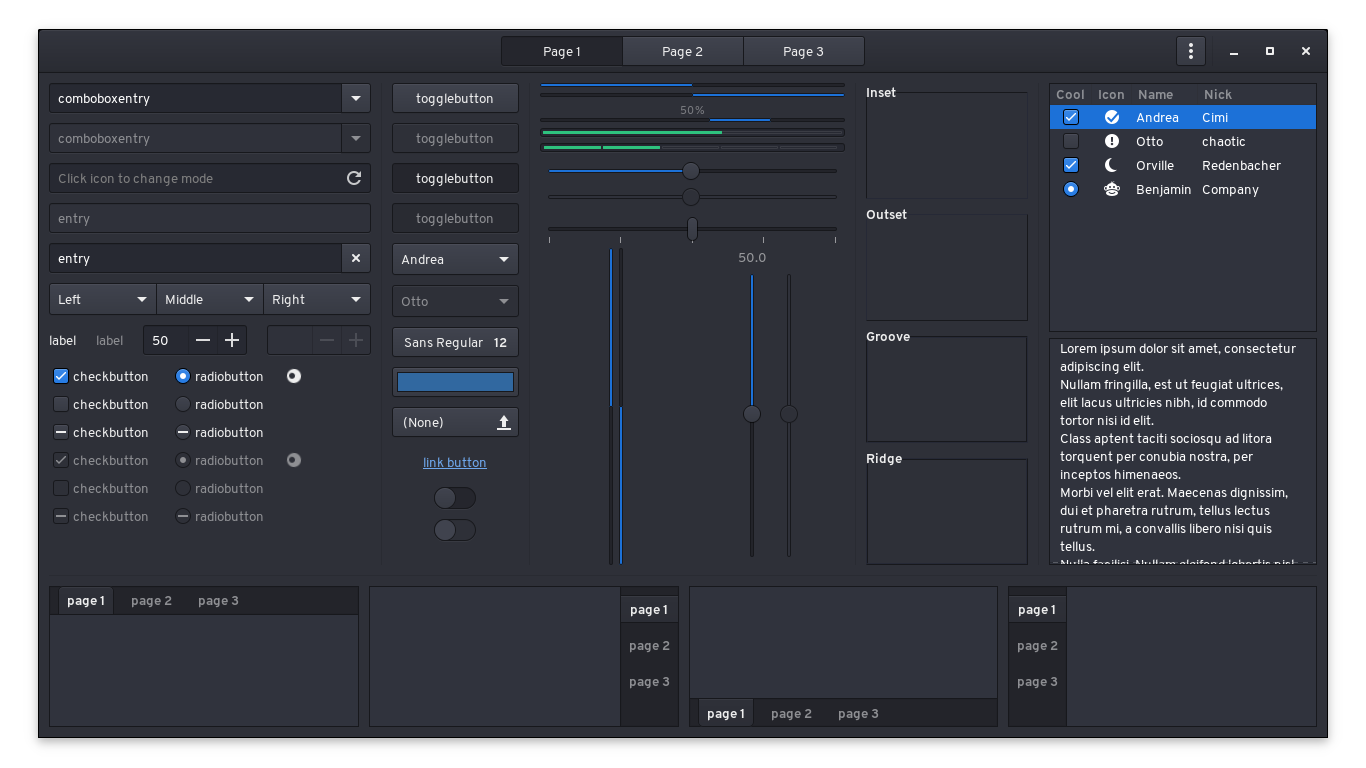 Page 1
Page 2
Page 3
comboboxentry
comboboxentry
Click icon to change mode
entry
entry
Left
Middle
Right
label
label
50
checkbutton
radiobutton
checkbutton
radiobutton
checkbutton
radiobutton
checkbutton
radiobutton
checkbutton
radiobutton
checkbutton
radiobutton
togglebutton
togglebutton
togglebutton
togglebutton
Andrea
Otto
Sans Regular 12
(None)
link button
50%
50.0
Inset
Outset
Groove
Ridge
Cool Icon Name Nick
Andrea Cimi
Otto chaotic
Orville Redenbacher
Benjamin Company
Lorem ipsum dolor sit amet, consectetur
adipiscing elit.
Nullam fringilla, est ut feugiat ultrices,
elit lacus ultricies nibh, id commodo
tortor nisi id elit.
Class aptent taciti sociosqu ad litora
torquent per conubia nostra, per
inceptos himenaeos.
Morbi vel elit erat. Maecenas dignissim,
dui et pharetra rutrum, tellus lectus
rutrum mi, a convallis libero nisi quis
tellus.
Nulla facilisi. Nullam eleifend lobortis nisl
page 1
page 2
page 3
page 1
page 2
page 3
page 1
page 2
page 3
page 1
page 2
page 3